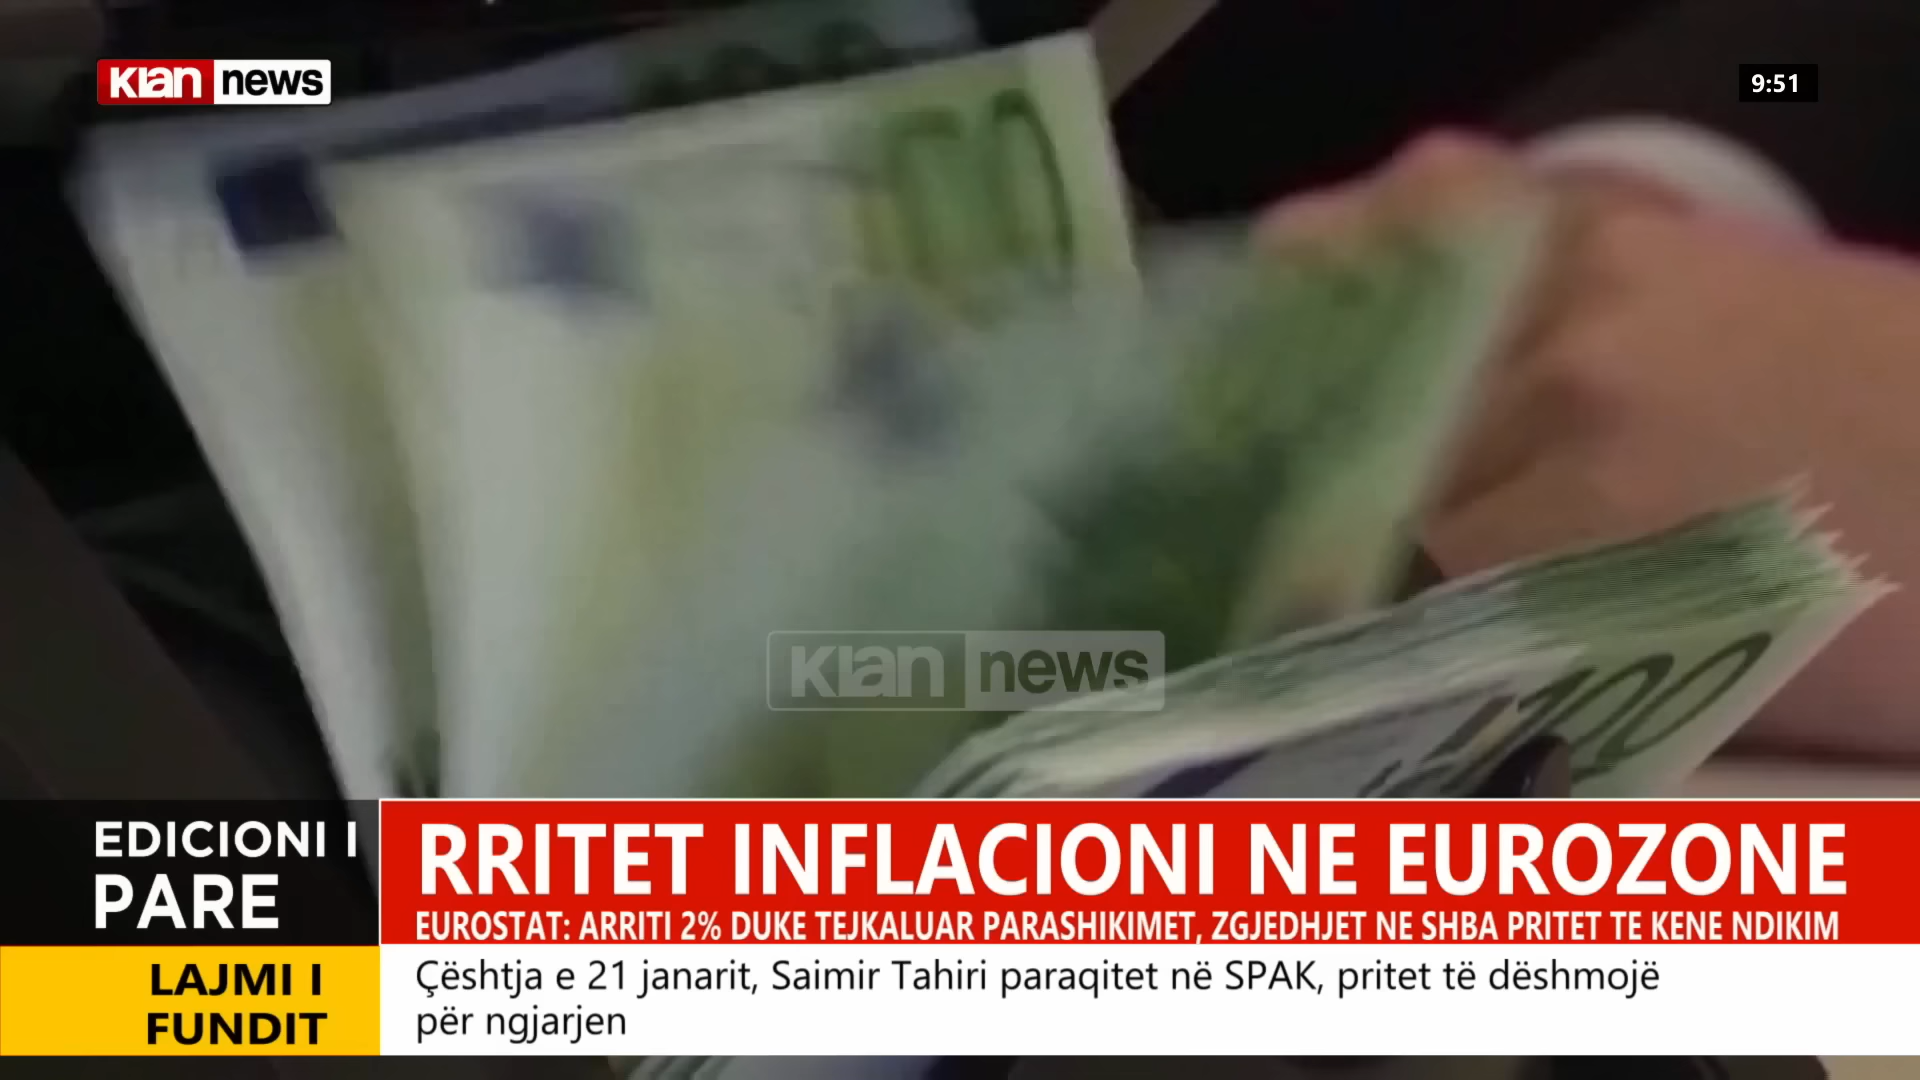 Klan news
9:51
100
Klan news
100
EDICIONI I
PARE
RRITET INFLACIONI NE EUROZONE
EUROSTAT: ARRITI 2% DUKE TEJKALUAR PARASHIKIMET, ZGJEDHJET NE SHBA PRITET TE KENE NDIKIM
LAJMI I
FUNDIT
Çështja e 21 janarit, Saimir Tahiri paraqitet në SPAK, pritet të dëshmojë
për ngjarjen